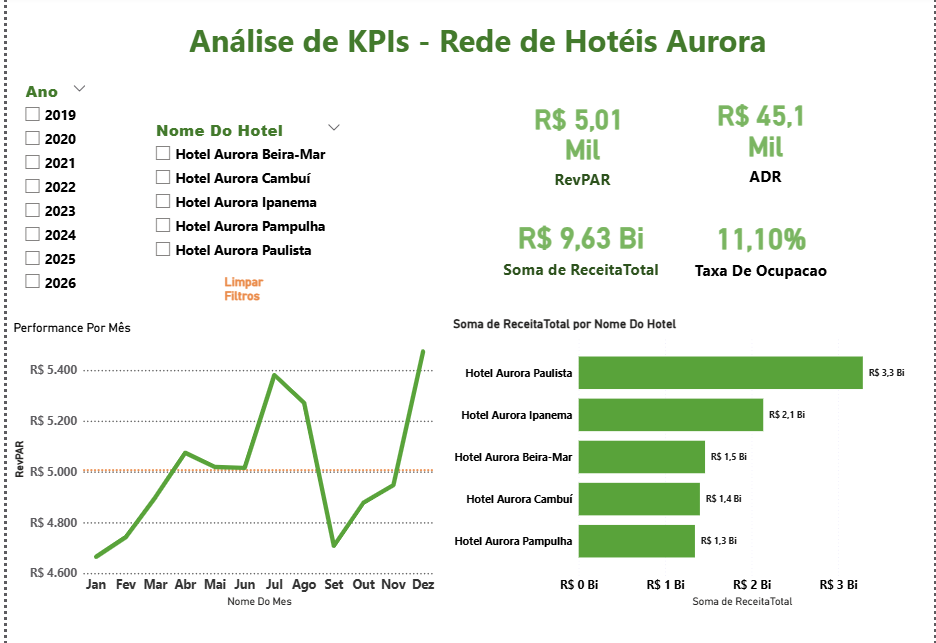 Análise de KPIs - Rede de Hotéis Aurora
Ano
2019
2020
2021
2022
2023
2024
2025
2026
Nome Do Hotel
Hotel Aurora Beira-Mar
Hotel Aurora Cambuí
Hotel Aurora Ipanema
Hotel Aurora Pampulha
Hotel Aurora Paulista
Limpar
Filtros
R$ 5,01
Mil
RevPAR
R$ 45,1
Mil
ADR
R$ 9,63 Bi
Soma de ReceitaTotal
11,10%
Taxa De Ocupacao
Performance Por Mês
RevPAR
R$ 5.400
R$ 5.200
R$ 5.000
R$ 4.800
R$ 4.600
Jan Fev Mar Abr Mai Jun Jul Ago Set Out Nov Dez
Nome Do Mes
Soma de ReceitaTotal por Nome Do Hotel
Hotel Aurora Paulista R$ 3,3 Bi
Hotel Aurora Ipanema R$ 2,1 Bi
Hotel Aurora Beira-Mar R$ 1,5 Bi
Hotel Aurora Cambuí R$ 1,4 Bi
Hotel Aurora Pampulha R$ 1,3 Bi
R$ 0 Bi R$ 1 Bi R$ 2 Bi R$ 3 Bi
Soma de ReceitaTotal